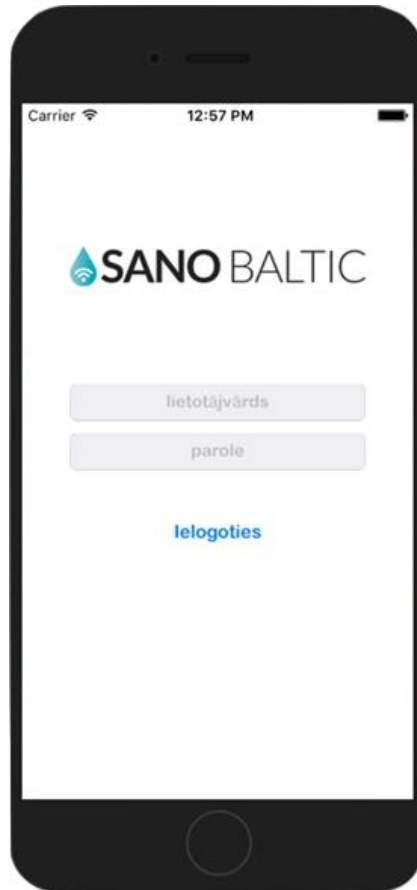 Carrier 12:57 PM
SANO BALTIC
lietotājvārds
parole
Ielogoties